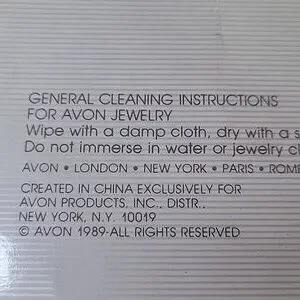 GENERAL CLEANING INSTRUCTIONS
FOR AVON JEWELRY
Wipe with a damp cloth, dry with a s
Do not immerse in water or jewelry cl
AVON • LONDON • NEW YORK • PARIS • ROME
CREATED IN CHINA EXCLUSIVELY FOR
AVON PRODUCTS, INC., DISTR.,
NEW YORK, N.Y. 10019
© AVON 1989-ALL RIGHTS RESERVED